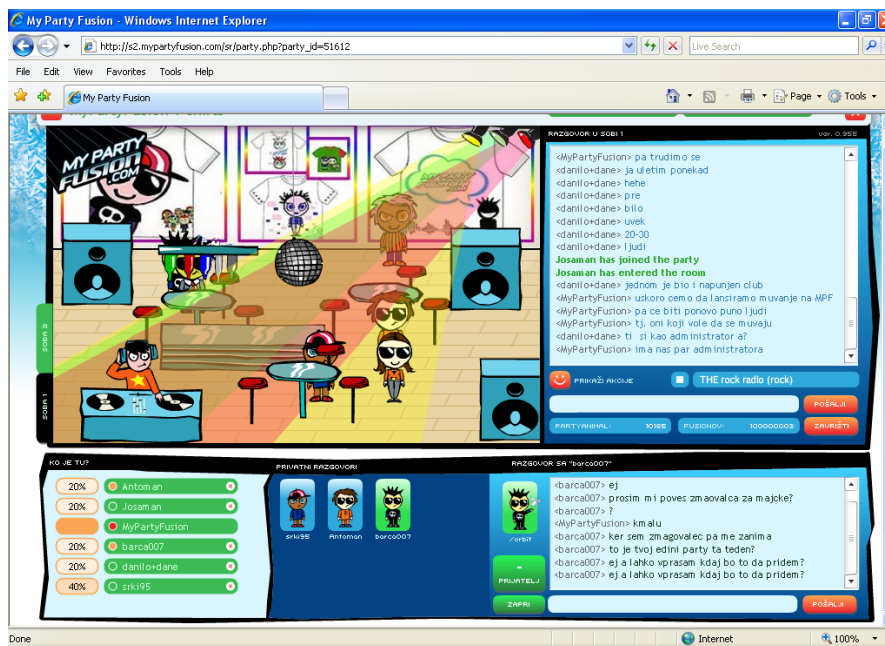 My Party Fusion - Windows Internet Explorer
http://s2.mypartyfusion.com/sr/party.php?party_id=51612
Live Search
File Edit View Favorites Tools Help
My Party Fusion
Page Tools
MY PARTY
FUSION
.COM
SOBA 2
SOBA 1
RAZGOVOR U SOBI 1 ver. 0.955
<MyPartyFusion> pa trudimo se
<danilo+dane> ja uletim ponekad
<danilo+dane> hehe
<danilo+dane> pre
<danilo+dane> bilo
<danilo+dane> uvek
<danilo+dane> 20-30
<danilo+dane> ljudi
Josaman has joined the party
Josaman has entered the room
<danilo+dane> jednom je bio i napunjen club
<MyPartyFusion> uskoro cemo da lansiramo muvanje na MPF
<MyPartyFusion> pa ce biti ponovo puno ljudi
<MyPartyFusion> tj. oni koji vole da se muvaju
<danilo+dane> ti si kao administrator a?
<MyPartyFusion> ima nas par administratora
PRIKAŽI AKCIJE
THE rock radio (rock)
POŠALJI
PARTYANIMAL: 10185
FUSIONOVI: 100000003
ZAVRŠTI
KO JE TU?
20% Antoman
20% Josaman
MyPartyFusion
20% barca007
20% danilo+dane
40% srki95
PRIVATNI RAZGOVORI
srki95 Antoman barca007
RAZGOVOR SA "barca007"
/orbit
-
PRIJATELJ
ZAPRI
<barca007> ej
<barca007> prosim mi poves zmaovalca za majcke?
<barca007> ?
<MyPartyFusion> kmalu
<barca007> ker sem zmagovalec pa me zanima
<barca007> to je tvoj edini party ta teden?
<barca007> ej a lahko vprasam kdaj bo to da pridem?
<barca007> ej a lahko vprasam kdaj bo to da pridem?
POŠALJI
Done
Internet
100%